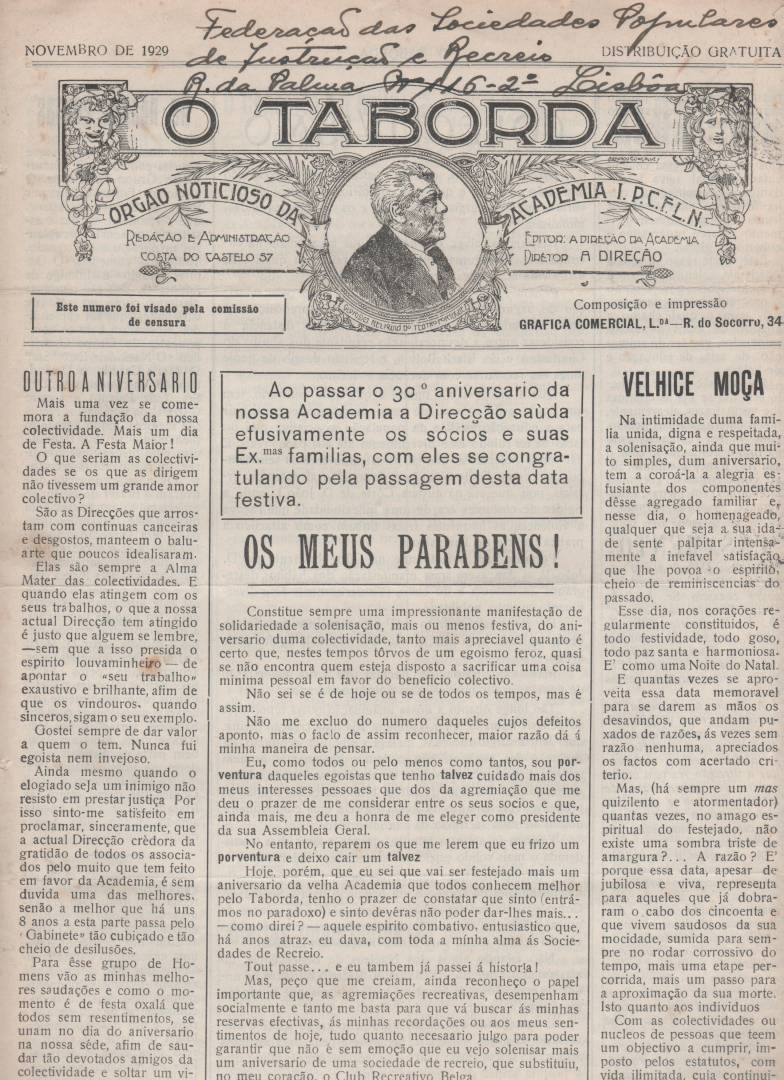 Federação das Sociedades Populares
de Instrucção e Recreio
R. da Palma 116-2º Lisbôa
NOVEMBRO DE 1929
DISTRIBUIÇÃO GRATUITA
O TABORDA
ORGÃO NOTICIOSO DA
ACADEMIA I. P.C.F.L.N.
REDÁÇÃO E ADMINISTRAÇÃO
COSTA DO CASTELO 57
EDITOR: A DIREÇÃO DA ACADEMIA
DIRETOR A DIREÇÃO
Este numero foi visado pela comissão
de censura
Composição e impressão
GRAFICA COMERCIAL, L.DA—R. do Socorro, 34
OUTRO ANIVERSARIO
Mais uma vez se come-
mora a fundação da nossa
colectividade. Mais um dia
de Festa. A Festa Maior!
O que seriam as colectivi-
dades se os que as dirigem
não tivessem um grande amor
colectivo?
São as Direcções que arros-
tam com continuas canceiras
e desgostos, manteem o balu-
arte que poucos idealisaram.
Elas são sempre a Alma
Mater das colectividades. E
quando elas atingem com os
seus trabalhos, o que a nossa
actual Direcção tem atingido
é justo que alguem se lembre,
—sem que a isso presida o
espirito louvaminheiro — de
apontar o «seu trabalho»
exaustivo e brilhante, afim de
que os vindouros, quando
sinceros, sigam o seu exemplo.
Gostei sempre de dar valor
a quem o tem. Nunca fui
egoista nem invejoso.
Ainda mesmo quando o
elogiado seja um inimigo não
resisto em prestar justiça Por
isso sinto-me satisfeito em
proclamar, sinceramente, que
a actual Direcção crèdora da
gratidão de todos os associa-
dos pelo muito que tem feito
em favor da Academia, é sem
duvida uma das melhores,
senão a melhor que há uns
8 anos a esta parte passa pelo
«Gabinete» tão cubiçado e tão
cheio de desilusões.
Para êsse grupo de Ho-
mens vão as minhas melho-
res saudações e como o mo-
mento é de festa oxalá que
todos sem resentimentos, se
unam no dia do aniversario
na nossa séde, afim de sau-
dar tão devotados amigos da
colectividade e soltar um vi-
Ao passar o 30º aniversario da
nossa Academia a Direcção saùda
efusivamente os sócios e suas
Ex.mas familias, com eles se congra-
tulando pela passagem desta data
festiva.
OS MEUS PARABENS!
Constitue sempre uma impressionante manifestação de
solidariedade a solenisação, mais ou menos festiva, do ani-
versario duma colectividade, tanto mais apreciavel quanto é
certo que, nestes tempos tôrvos de um egoismo feroz, quasi
se não encontra quem esteja disposto a sacrificar uma coisa
minima pessoal em favor do beneficio colectivo.
Não sei se é de hoje ou se de todos os tempos, mas é
assim.
Não me excluo do numero daqueles cujos defeitos
aponto, mas o facto de assim reconhecer, maior razão dá á
minha maneira de pensar.
Eu, como todos ou pelo menos como tantos, sou por-
ventura daqueles egoistas que tenho talvez cuidado mais dos
meus interesses pessoaes que dos da agremiação que me
deu o prazer de me considerar entre os seus socios e que,
ainda mais, me deu a honra de me eleger como presidente
da sua Assembleia Geral.
No entanto, reparem os que me lerem que eu frizo um
porventura e deixo cair um talvez
Hoje, porém, que eu sei que vai ser festejado mais um
aniversario da velha Academia que todos conhecem melhor
pelo Taborda, tenho o prazer de constatar que sinto (entrá-
mos no paradoxo) e sinto devêras não poder dar-lhes mais...
—como direi? — aquele espirito combativo, entusiastico que,
há anos atraz, eu dava, com toda a minha alma ás Socie-
dades de Recreio.
Tout passe... e eu tambem já passei á historia!
Mas, peço que me creiam, ainda reconheço o papel
importante que, as agremiações recreativas, desempenham
socialmente e tanto me basta para que vá buscar ás minhas
reservas efectivas, ás minhas recordações ou aos meus sen-
timentos de hoje, tudo quanto necesaario julgo para poder
garantir que não é sem emoção que eu vejo solenisar mais
um aniversario de uma sociedade de recreio, que substituiu,
no meu coração, o Club Recreativo Belga.
VELHICE MOÇA
Na intimidade duma fami-
lia unida, digna e respeitada,
a solenisação, ainda que mui-
to simples, dum aniversario,
tem a coroá-la a alegria es-
fusiante dos componentes
dêsse agregado familiar e,
nesse dia, o homenageado,
qualquer que seja a sua ida-
de sente palpitar intensa-
mente a inefavel satisfação
que lhe povoa o espiritò,
cheio de reminiscencias do
passado.
Esse dia, nos corações re-
gularmente constituidos, é
todo festividade, todo goso,
todo paz santa e harmoniosa.
E' como uma Noite do Natal.
E quantas vezes se apro-
veita essa data memoravel
para se darem as mãos os
desavindos, que andam pu-
xados de razões, ás vezes sem
razão nenhuma, apreciados
os factos com acertado cri-
terio.
Mas, (há sempre um mas
quizilento e atormentador)
quantas vezes, no amago es-
piritual do festejado, não
existe uma sombra triste de
amargura?... A razão? E'
porque essa data, apesar de
jubilosa e viva, representa
para aqueles que já dobra-
ram o cabo dos cincoenta e
que vivem saudosos da sua
mocidade, sumida para sem-
pre no rodar corrossivo do
tempo, mais uma etape per-
corrida, mais um passo para
a aproximação da sua morte.
Isto quanto aos individuos
Com as colectividades ou
nucleos de pessoas que teem
um objectivo a cumprir, im-
posto pelos estatutos, com
vida ilimitada, cuja continui-